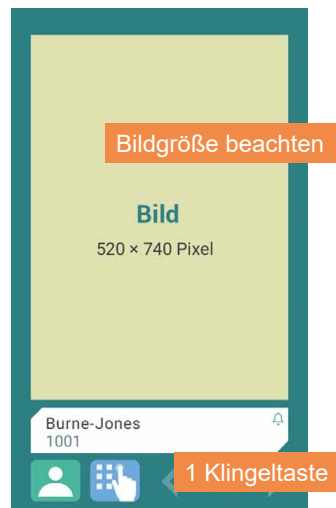 Bildgröße beachten
Bild
520 × 740 Pixel
Burne-Jones
1001
1 Klingeltaste